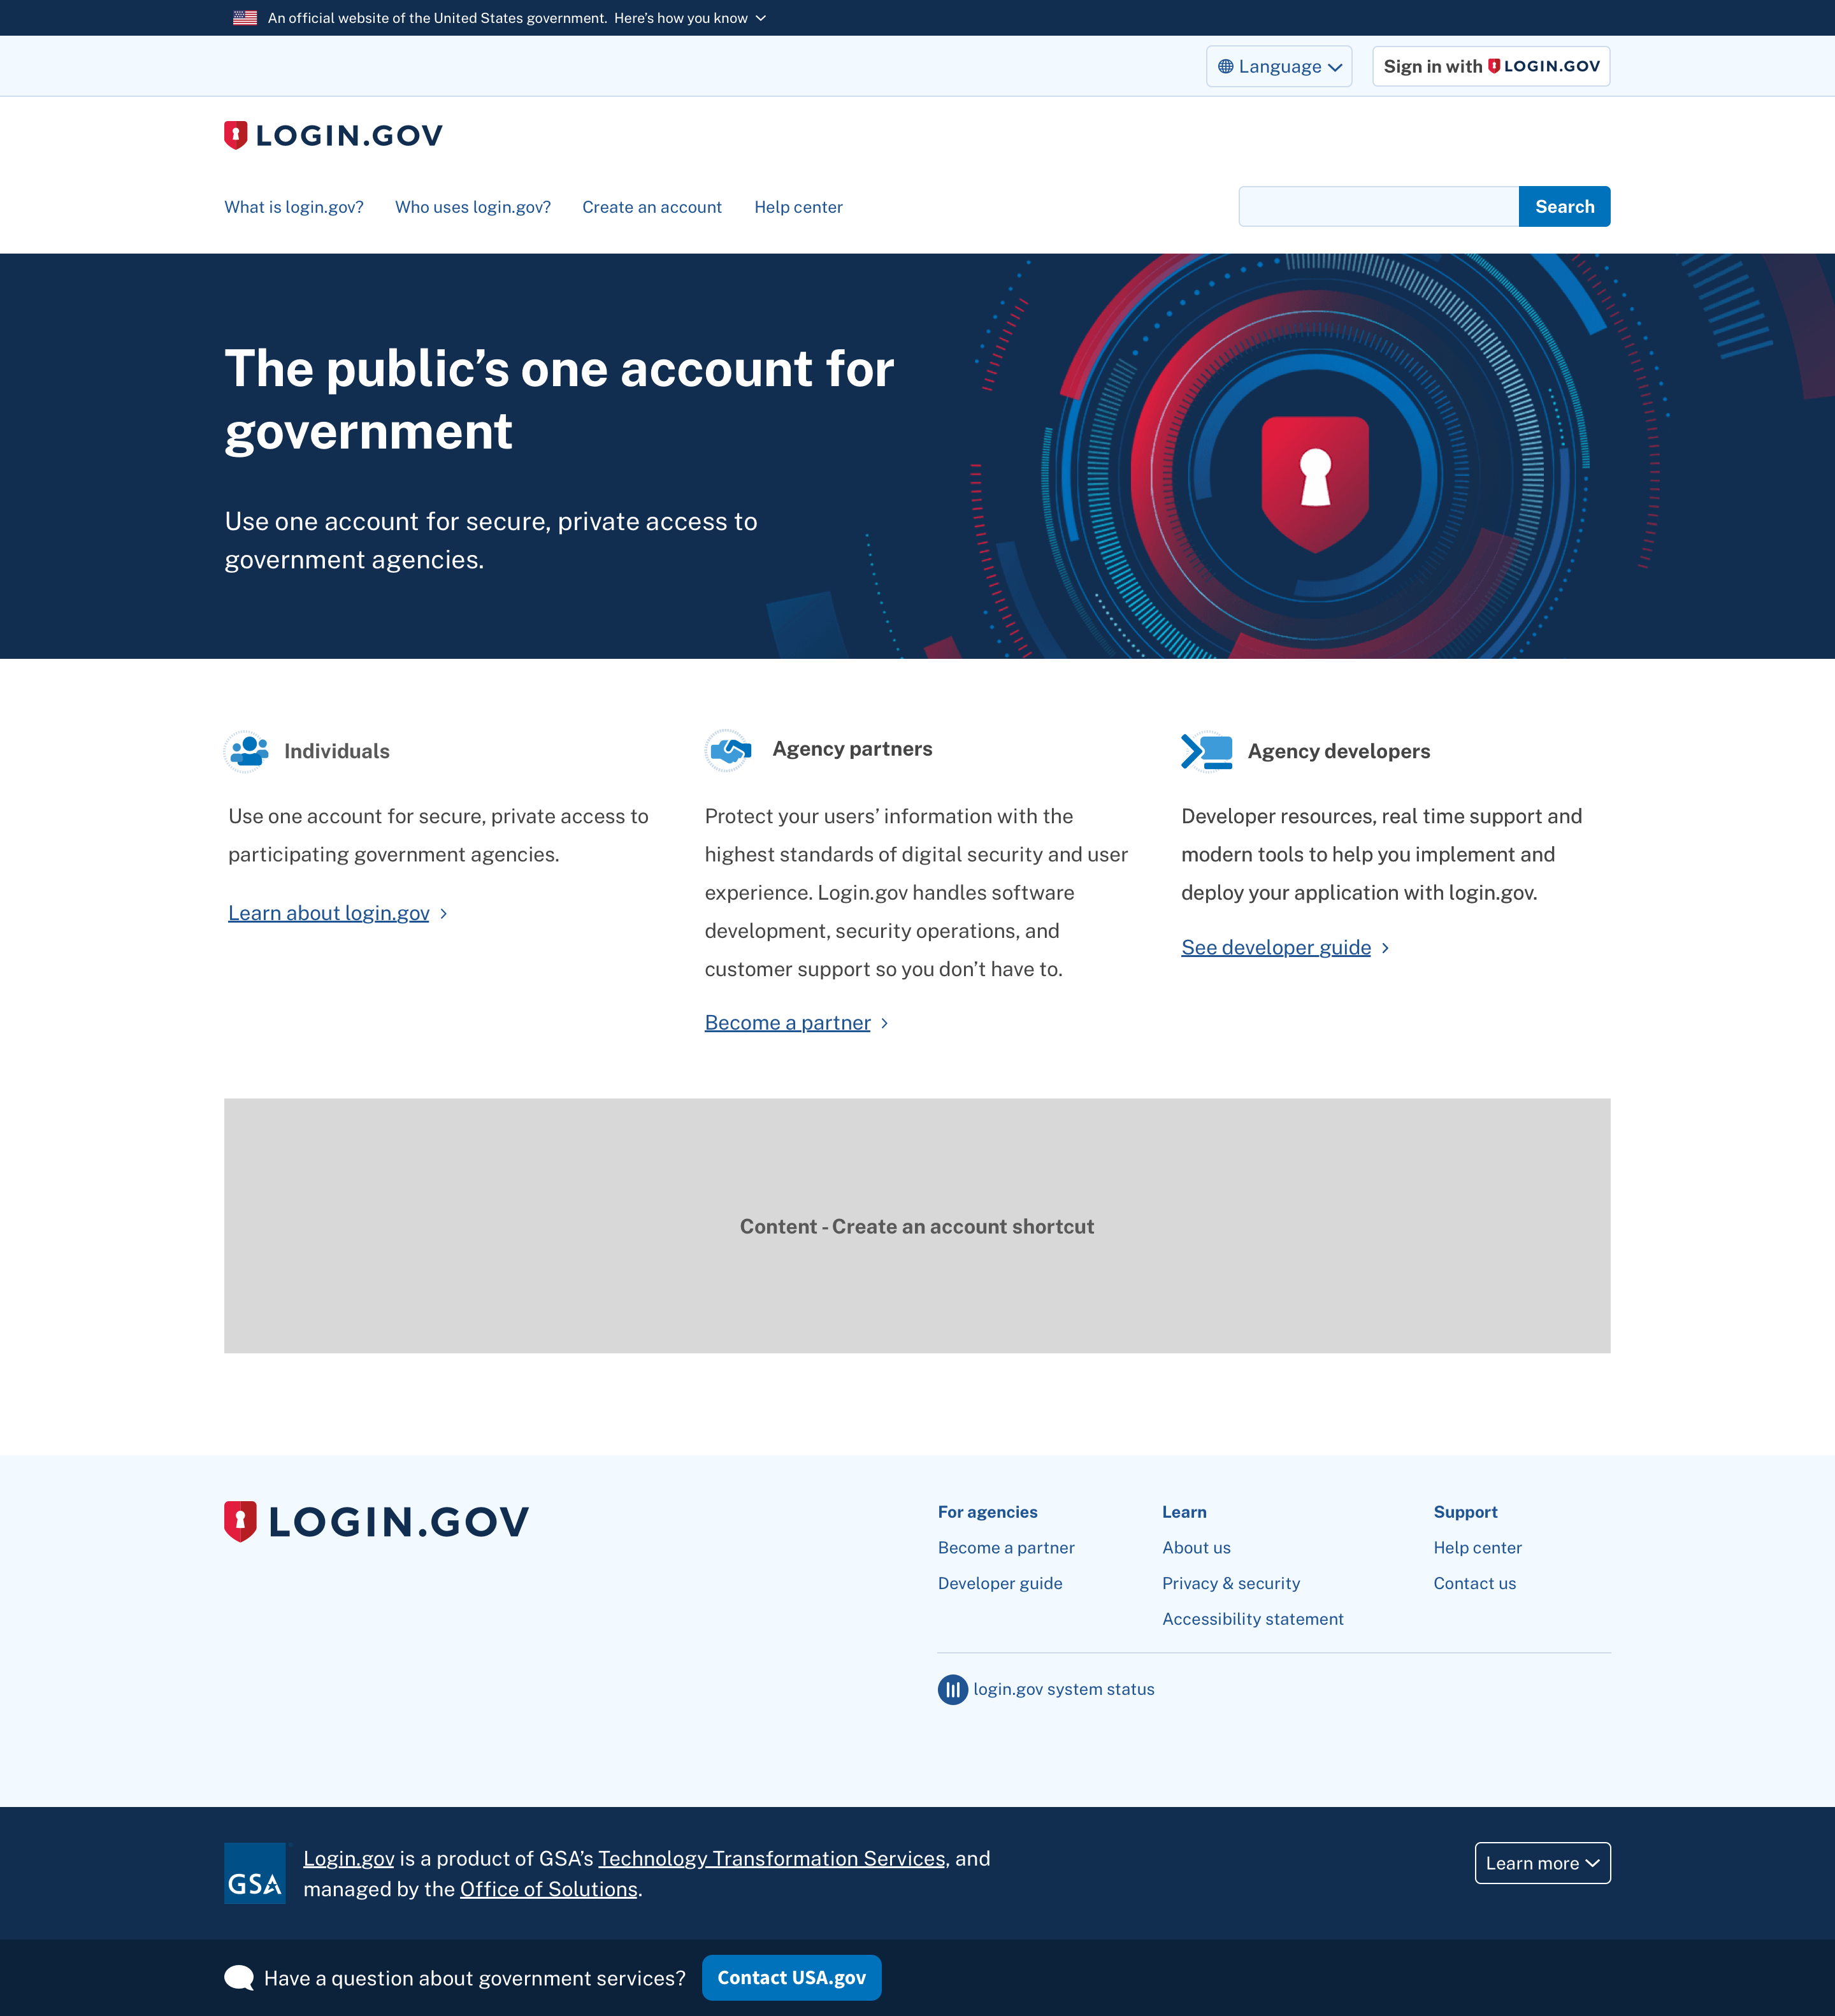 An official website of the United States government. Here's how you know
Language
Sign in with LOGIN.GOV
LOGIN.GOV
What is login.gov?
Who uses login.gov?
Create an account
Help center
Search
The public’s one account for
government
Use one account for secure, private access to
government agencies.
Individuals
Use one account for secure, private access to
participating government agencies.
Learn about login.gov
Agency partners
Protect your users’ information with the
highest standards of digital security and user
experience. Login.gov handles software
development, security operations, and
customer support so you don’t have to.
Become a partner
Agency developers
Developer resources, real time support and
modern tools to help you implement and
deploy your application with login.gov.
See developer guide
Content - Create an account shortcut
LOGIN.GOV
For agencies
Become a partner
Developer guide
Learn
About us
Privacy & security
Accessibility statement
Support
Help center
Contact us
login.gov system status
GSA
Login.gov is a product of GSA’s Technology Transformation Services, and
managed by the Office of Solutions.
Learn more
Have a question about government services?
Contact USA.gov